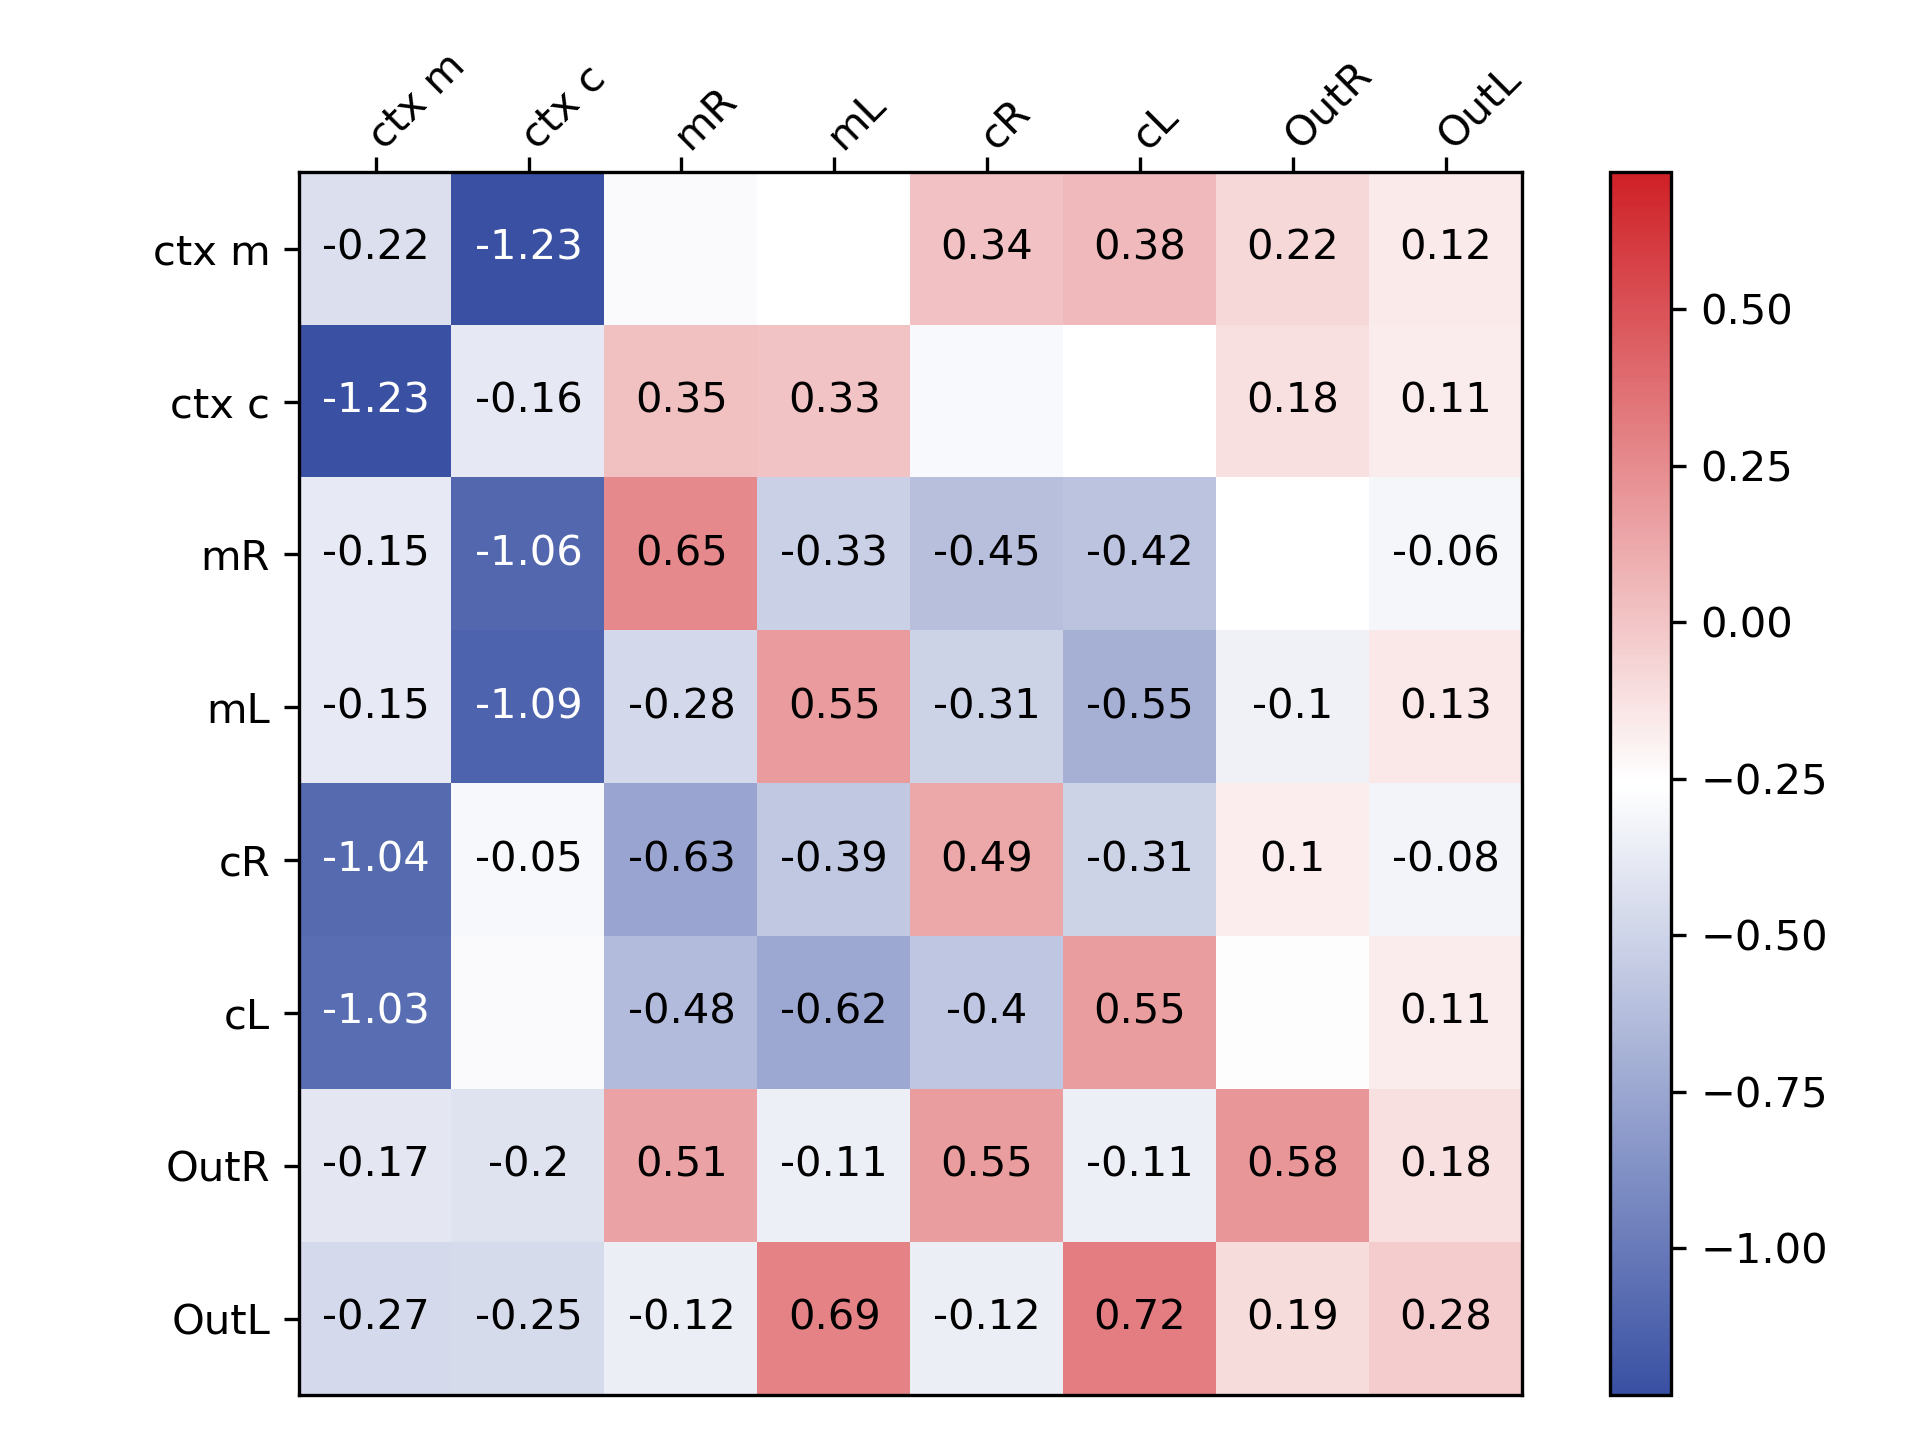 ctx m ctx c mR mL cR cL OutR OutL
ctx m -0.22 -1.23 0.34 0.38 0.22 0.12
ctx c -1.23 -0.16 0.35 0.33 0.18 0.11
mR -0.15 -1.06 0.65 -0.33 -0.45 -0.42 -0.06
mL -0.15 -1.09 -0.28 0.55 -0.31 -0.55 -0.1 0.13
cR -1.04 -0.05 -0.63 -0.39 0.49 -0.31 0.1 -0.08
cL -1.03 -0.48 -0.62 -0.4 0.55 0.11
OutR -0.17 -0.2 0.51 -0.11 0.55 -0.11 0.58 0.18
OutL -0.27 -0.25 -0.12 0.69 -0.12 0.72 0.19 0.28
0.50
0.25
0.00
−0.25
−0.50
−0.75
−1.00